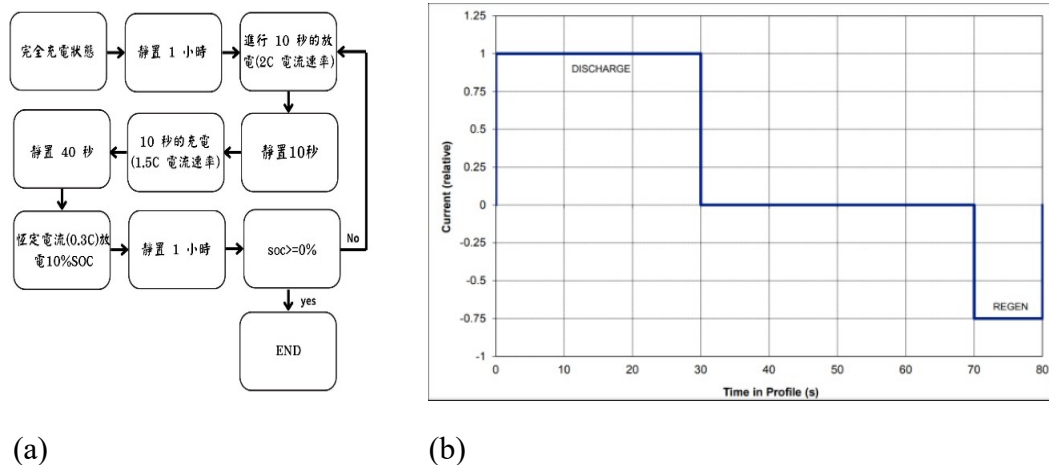 完全充電狀態
靜置 1 小時
進行 10 秒的放
電(2C 電流速率)
靜置10秒
10 秒的充電
(1.5C 電流速率)
靜置 40 秒
恆定電流(0.3C)放
電10%SOC
靜置 1 小時
soc>=0%
No
yes
END
(a)
Current (relative)
1.25
1
0.75
0.5
0.25
0
-0.25
-0.5
-0.75
-1
DISCHARGE
REGEN
0 10 20 30 40 50 60 70 80
Time in Profile (s)
(b)